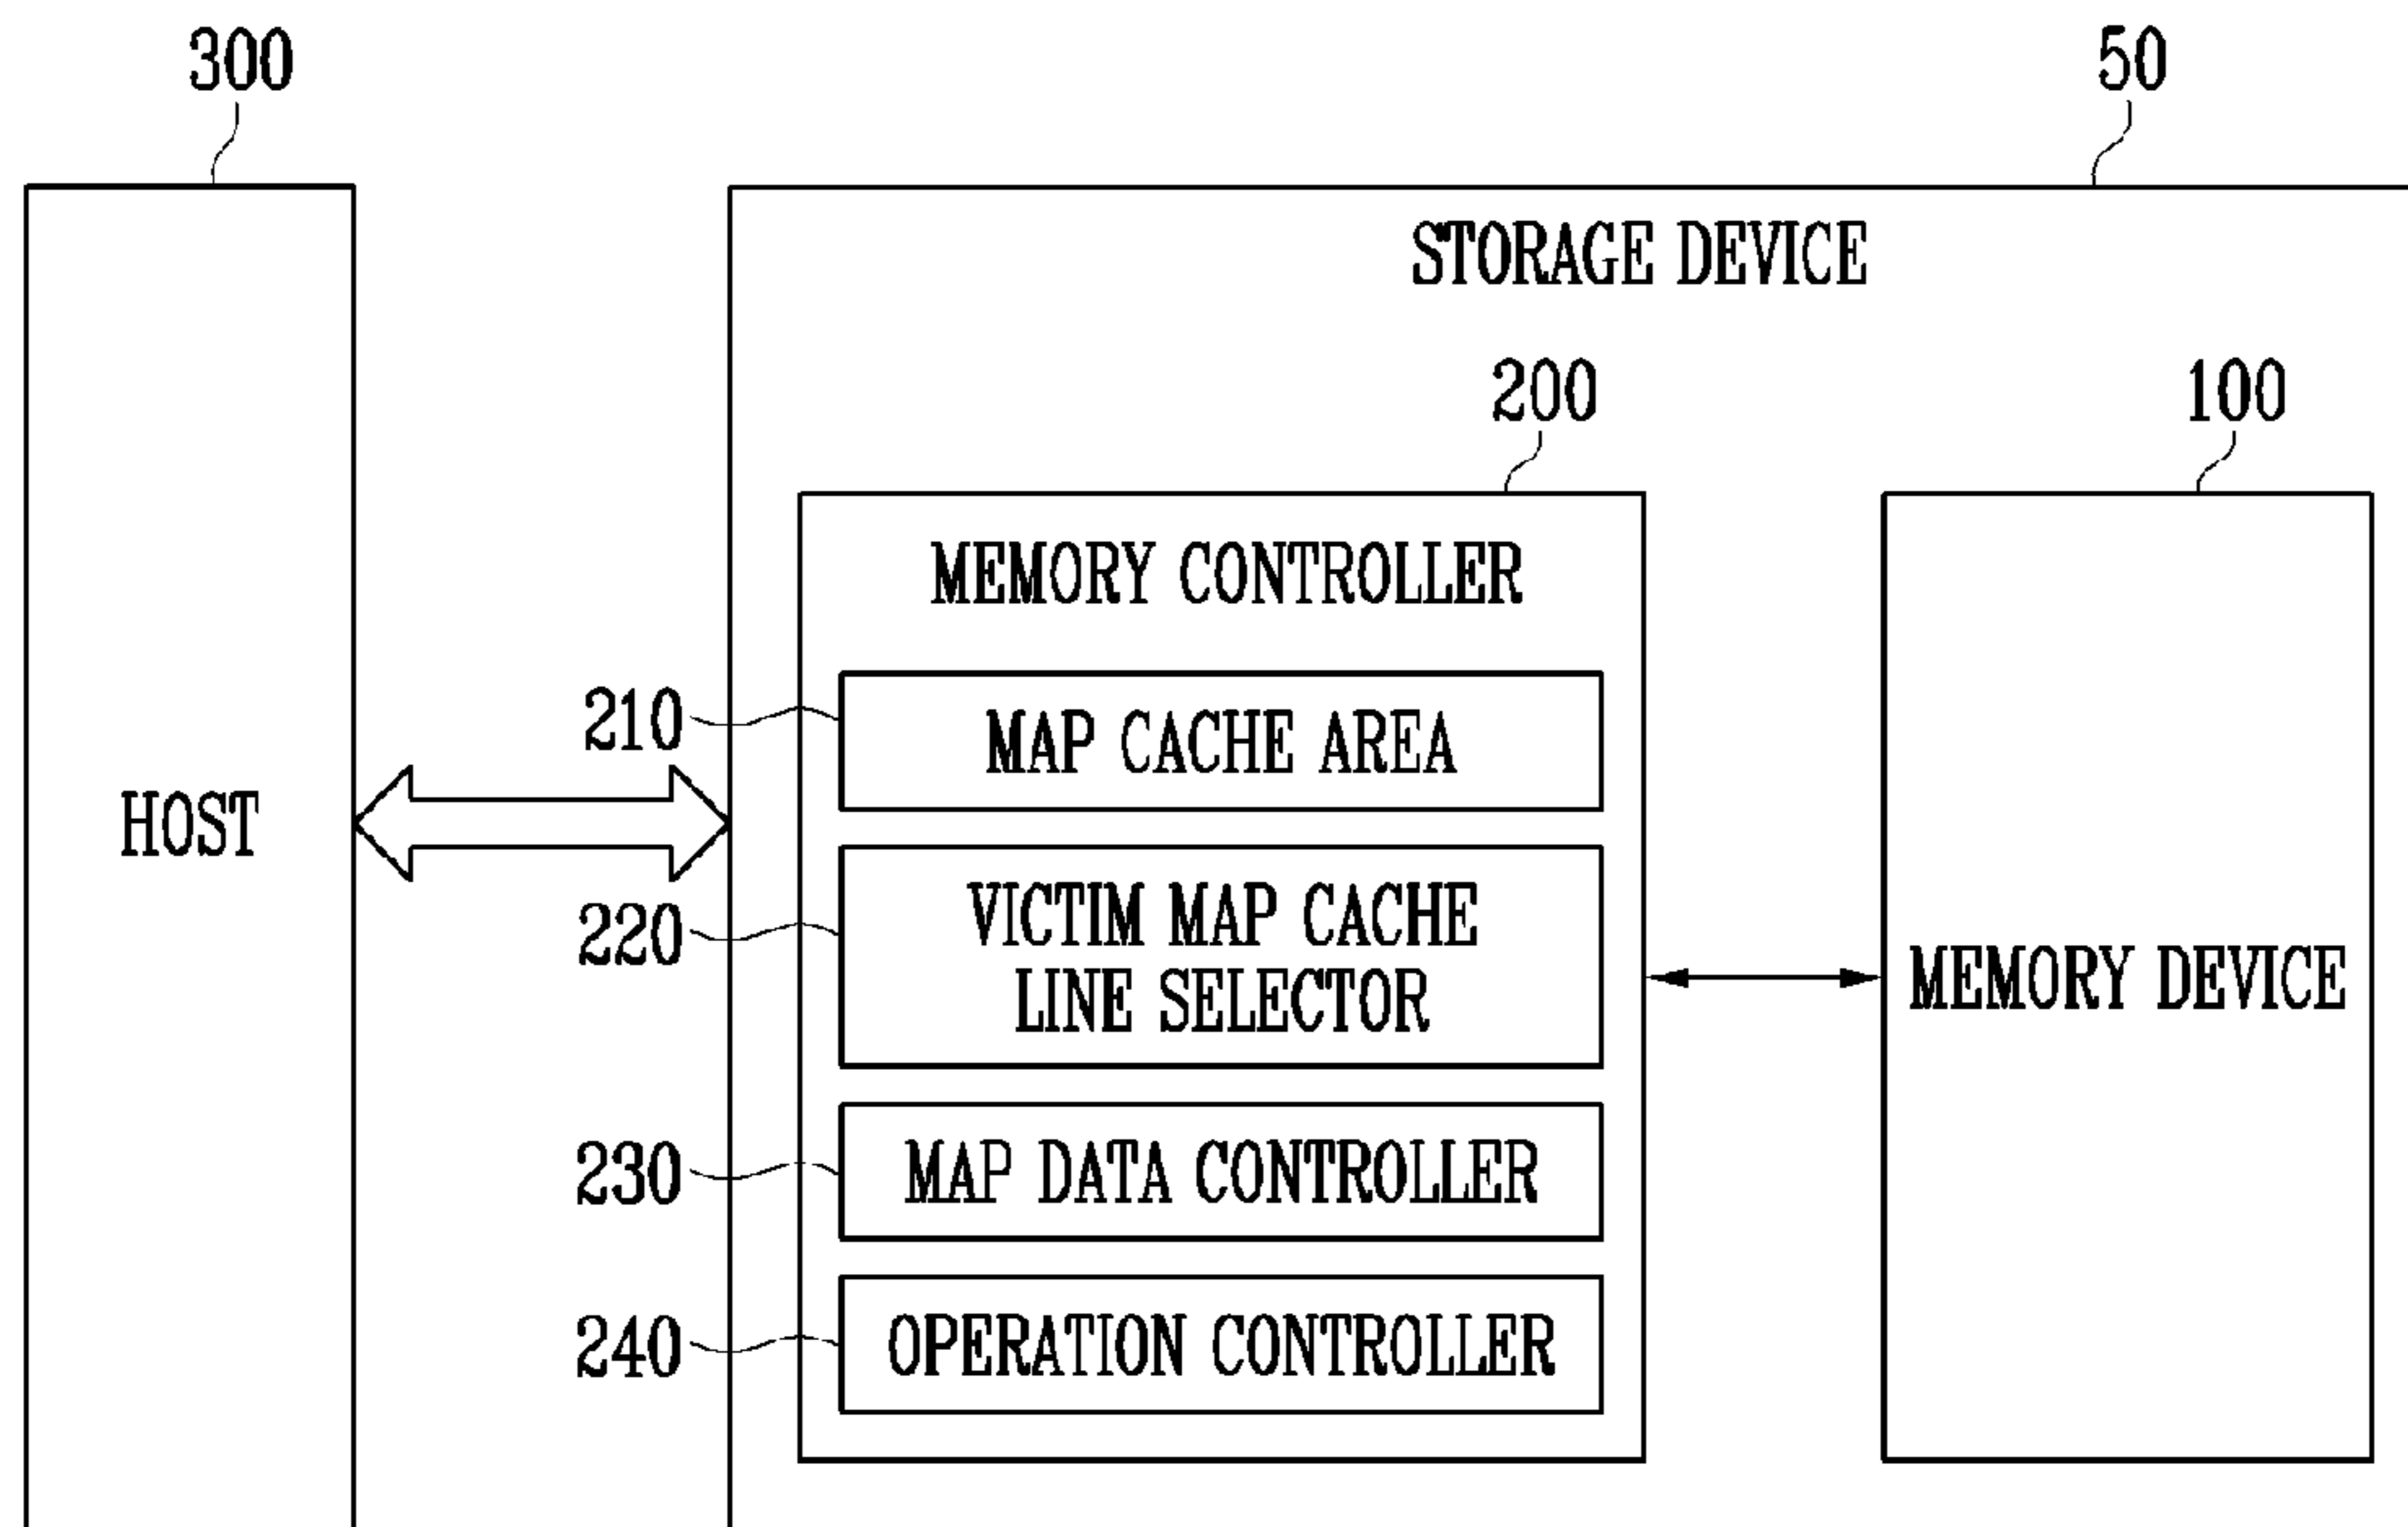 300
50
STORAGE DEVICE
200
100
MEMORY CONTROLLER
210
MAP CACHE AREA
HOST
220
VICTIM MAP CACHE
LINE SELECTOR
MEMORY DEVICE
230
MAP DATA CONTROLLER
240
OPERATION CONTROLLER